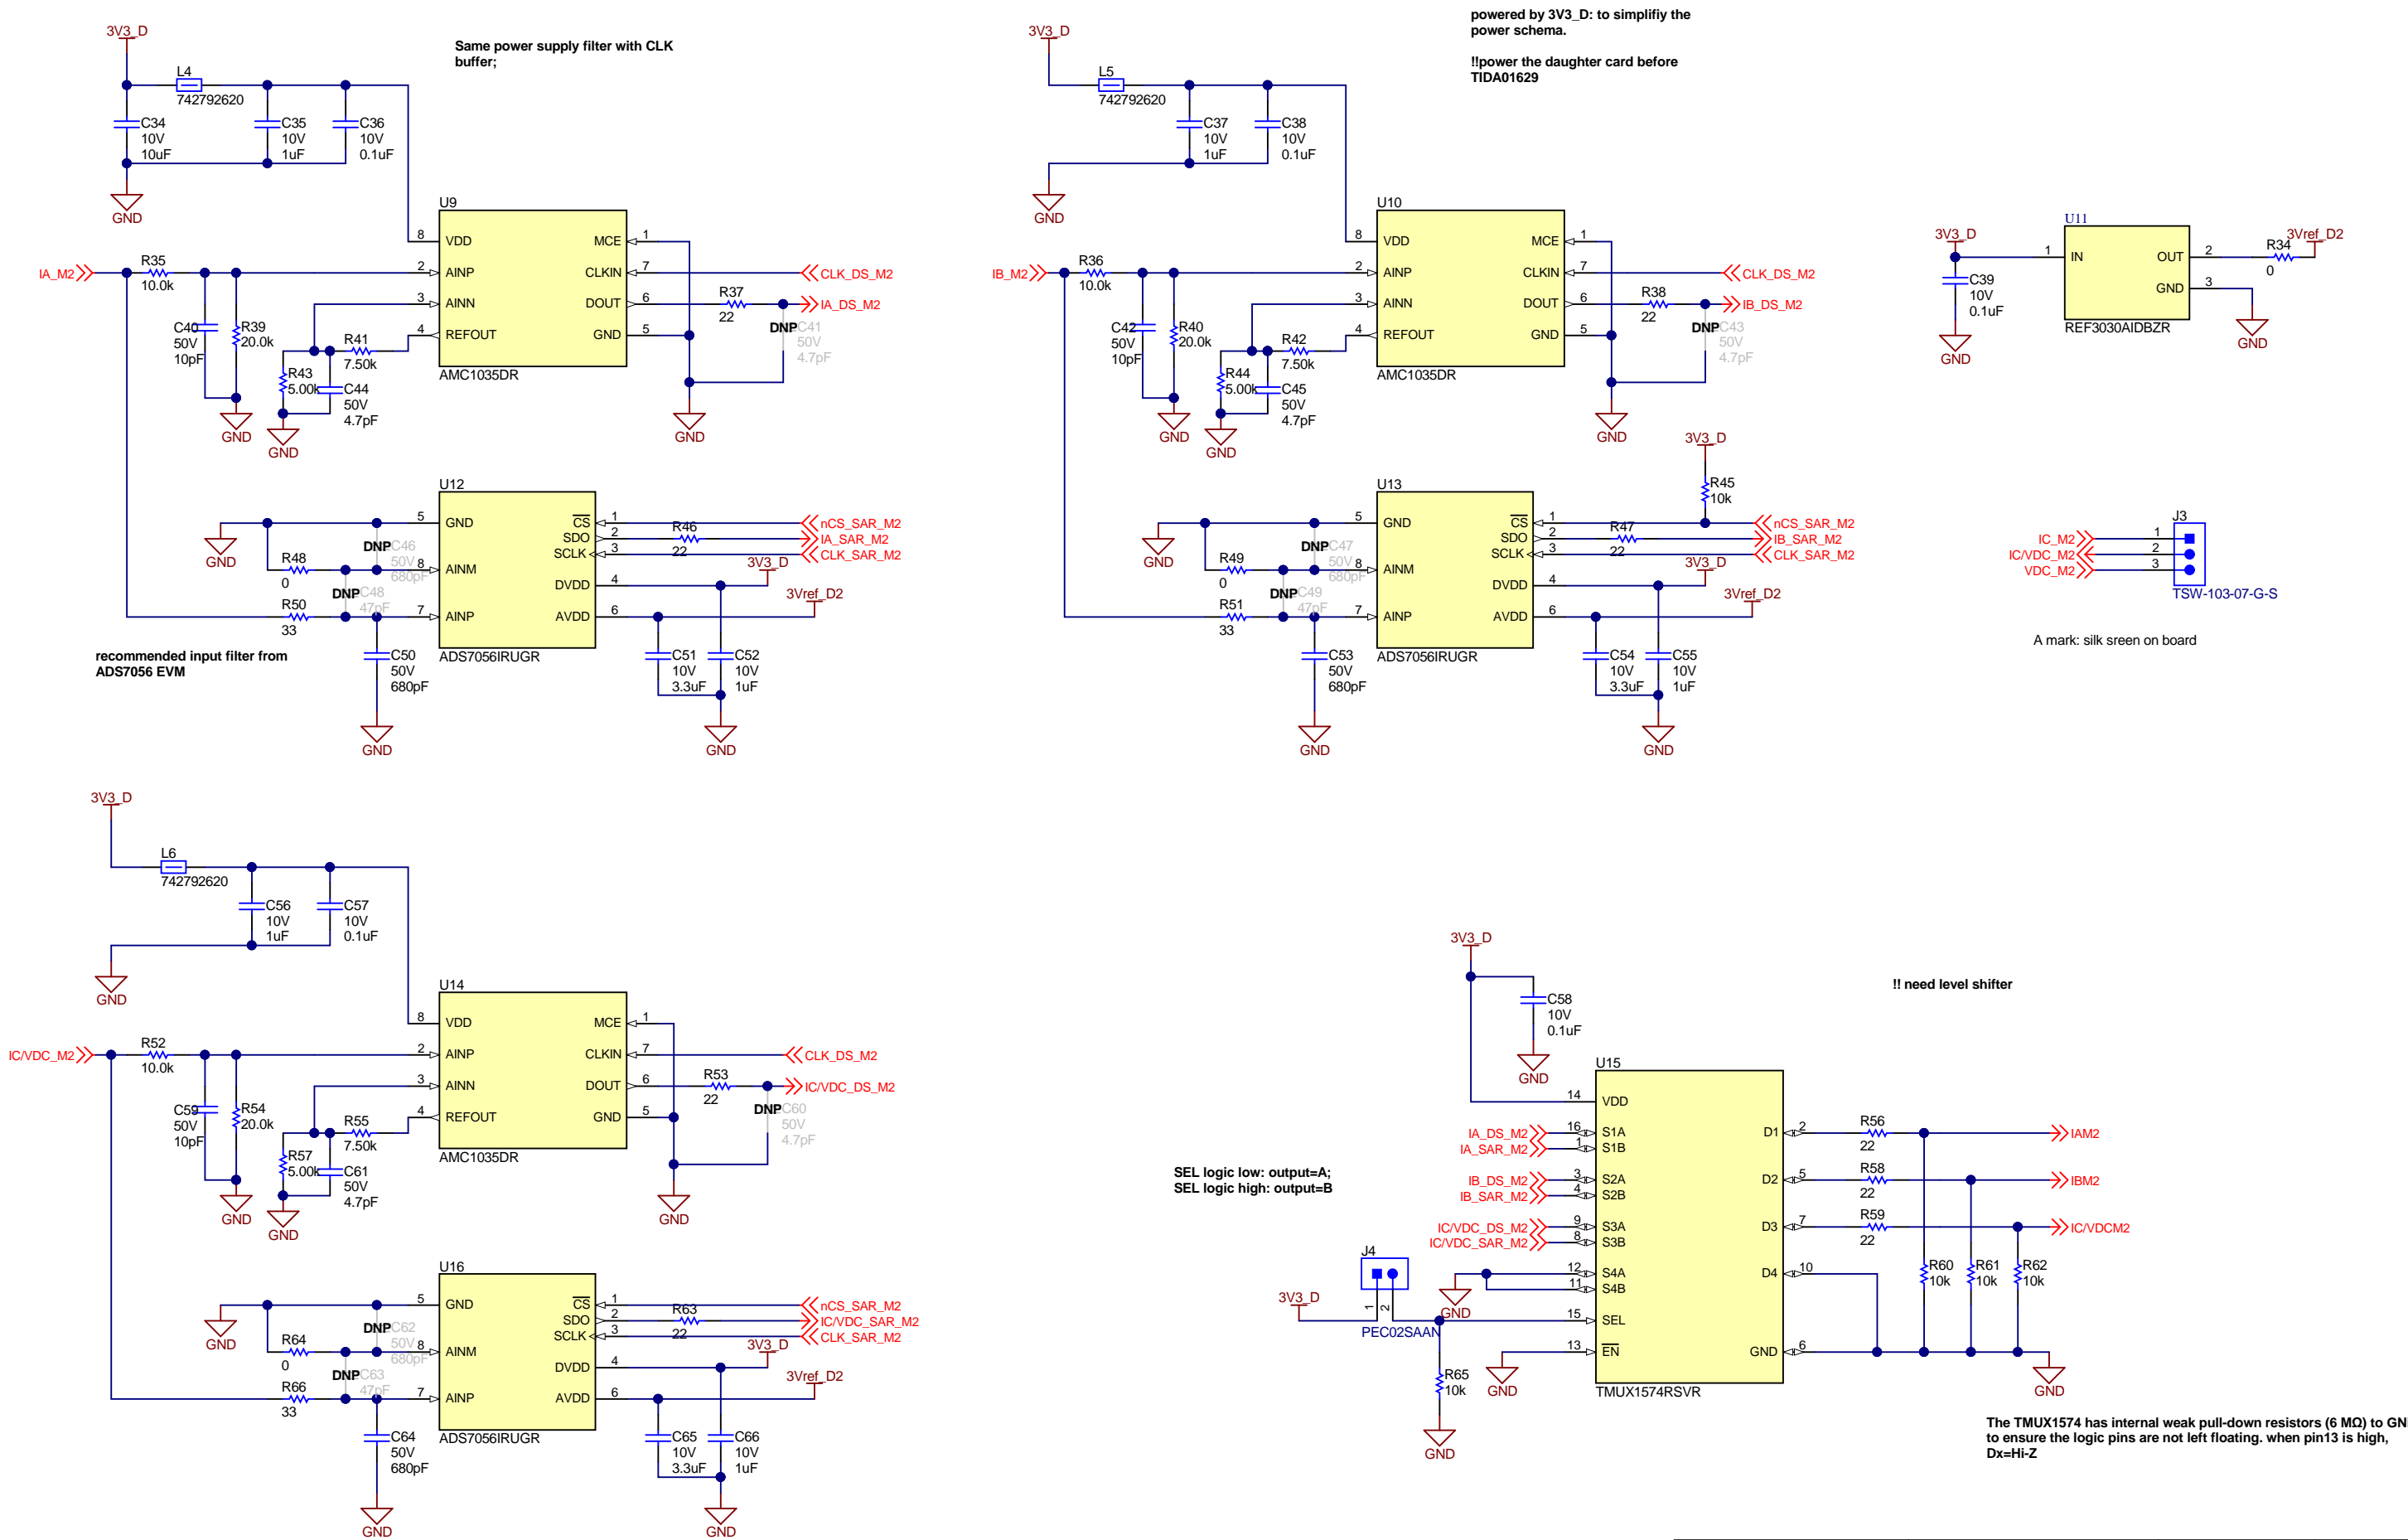 3V3_D
Same power supply filter with CLK
buffer;
L4
742792620
C34
10V
10uF
C35
10V
1uF
C36
10V
0.1uF
GND
U9
8 VDD
MCE 1
IA_M2
R35
10.0k
2 AINP
CLKIN 7
CLK_DS_M2
3 AINN
DOUT 6
R37
22
IA_DS_M2
C40
50V
10pF
R39
20.0k
4 REFOUT
GND 5
DNP C41
50V
4.7pF
R41
7.50k
R43
5.00k
C44
50V
4.7pF
AMC1035DR
GND
GND
GND
U12
5 GND
CS 1
nCS_SAR_M2
SDO 2
R46
22
IA_SAR_M2
SCLK 3
CLK_SAR_M2
GND
DNP C46
50V
680pF
R48
0
8 AINM
DVDD 4
3V3_D
DNP C48
47pF
R50
33
7 AINP
AVDD 6
3Vref_D2
recommended input filter from
ADS7056 EVM
C50
50V
680pF
ADS7056IRUGR
C51
10V
3.3uF
C52
10V
1uF
GND
GND
powered by 3V3_D: to simplifiy the
power schema.
!!power the daughter card before
TIDA01629
3V3_D
L5
742792620
C37
10V
1uF
C38
10V
0.1uF
GND
U10
8 VDD
MCE 1
IB_M2
R36
10.0k
2 AINP
CLKIN 7
CLK_DS_M2
3 AINN
DOUT 6
R38
22
IB_DS_M2
C42
50V
10pF
R40
20.0k
4 REFOUT
GND 5
DNP C43
50V
4.7pF
R42
7.50k
R44
5.00k
C45
50V
4.7pF
AMC1035DR
GND
GND
GND
3V3_D
R45
10k
U13
5 GND
CS 1
nCS_SAR_M2
SDO 2
R47
22
IB_SAR_M2
SCLK 3
CLK_SAR_M2
GND
DNP C47
50V
680pF
R49
0
8 AINM
DVDD 4
3V3_D
DNP C49
47pF
R51
33
7 AINP
AVDD 6
3Vref_D2
C53
50V
680pF
ADS7056IRUGR
C54
10V
3.3uF
C55
10V
1uF
GND
GND
U11
3V3_D
1 IN
OUT 2
R34
0
3Vref_D2
C39
10V
0.1uF
GND 3
REF3030AIDBZR
GND
GND
J3
IC_M2 1
IC/VDC_M2 2
VDC_M2 3
TSW-103-07-G-S
A mark: silk sreen on board
3V3_D
L6
742792620
C56
10V
1uF
C57
10V
0.1uF
GND
U14
8 VDD
MCE 1
IC/VDC_M2
R52
10.0k
2 AINP
CLKIN 7
CLK_DS_M2
3 AINN
DOUT 6
R53
22
IC/VDC_DS_M2
C59
50V
10pF
R54
20.0k
4 REFOUT
GND 5
DNP C60
50V
4.7pF
R55
7.50k
R57
5.00k
C61
50V
4.7pF
AMC1035DR
GND
GND
GND
U16
5 GND
CS 1
nCS_SAR_M2
SDO 2
R63
22
IC/VDC_SAR_M2
SCLK 3
CLK_SAR_M2
GND
DNP C62
50V
680pF
R64
0
8 AINM
DVDD 4
3V3_D
DNP C63
47pF
R66
33
7 AINP
AVDD 6
3Vref_D2
C64
50V
680pF
ADS7056IRUGR
C65
10V
3.3uF
C66
10V
1uF
GND
GND
3V3_D
C58
10V
0.1uF
GND
!! need level shifter
U15
14 VDD
IA_DS_M2 16 S1A
IA_SAR_M2 1 S1B
D1 2
R56
22
IAM2
IB_DS_M2 3 S2A
IB_SAR_M2 4 S2B
D2 5
R58
22
IBM2
IC/VDC_DS_M2 9 S3A
IC/VDC_SAR_M2 8 S3B
D3 7
R59
22
IC/VDCM2
SEL logic low: output=A;
SEL logic high: output=B
12 S4A
11 S4B
D4 10
GND
R60
10k
R61
10k
R62
10k
J4
3V3_D
1
2
PEC02SAAN
15 SEL
13 EN
GND 6
GND
R65
10k
GND
TMUX1574RSVR
GND
The TMUX1574 has internal weak pull-down resistors (6 MΩ) to GN
to ensure the logic pins are not left floating. when pin13 is high,
Dx=Hi-Z